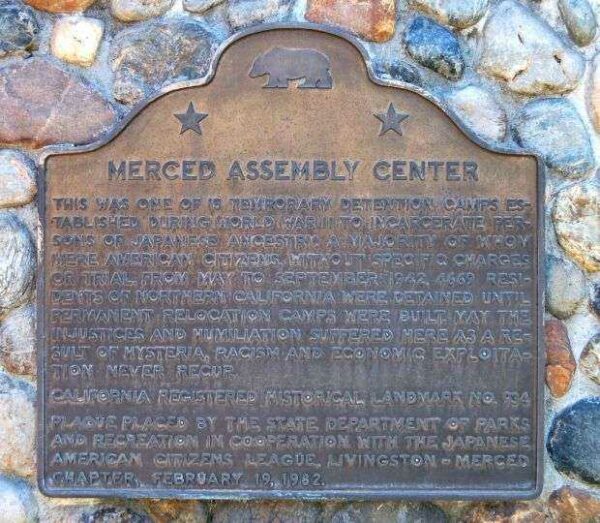 MERCED ASSEMBLY CENTER
THIS WAS ONE OF 15 TEMPORARY DETENTION CAMPS ES-
TABLISHED DURING WORLD WAR II TO INCARCERATE PER-
SONS OF JAPANESE ANCESTRY, A MAJORITY OF WHOM
WERE AMERICAN CITIZENS, WITHOUT SPECIFIC CHARGES
OR TRIAL. FROM MAY TO SEPTEMBER 1942, 4669 RESI-
DENTS OF NORTHERN CALIFORNIA WERE DETAINED UNTIL
PERMANENT RELOCATION CAMPS WERE BUILT. MAY THE
INJUSTICES AND HUMILIATION SUFFERED HERE AS A RE-
SULT OF HYSTERIA, RACISM AND ECONOMIC EXPLOITA-
TION NEVER RECUR.
CALIFORNIA REGISTERED HISTORICAL LANDMARK NO. 934
PLAQUE PLACED BY THE STATE DEPARTMENT OF PARKS
AND RECREATION IN COOPERATION WITH THE JAPANESE
AMERICAN CITIZENS LEAGUE, LIVINGSTON - MERCED
CHAPTER, FEBRUARY 19, 1982.